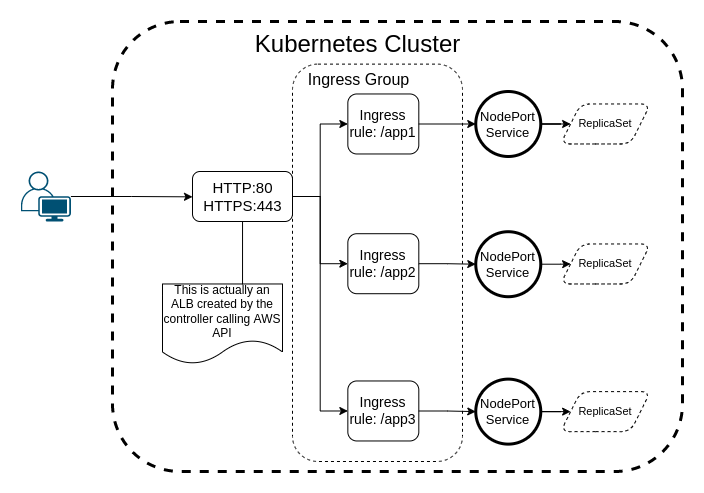 Kubernetes Cluster
Ingress Group
Ingress
rule: /app1
NodePort
Service
ReplicaSet
HTTP:80
HTTPS:443
This is actually an
ALB created by the
controller calling AWS
API
Ingress
rule: /app2
NodePort
Service
ReplicaSet
Ingress
rule: /app3
NodePort
Service
ReplicaSet